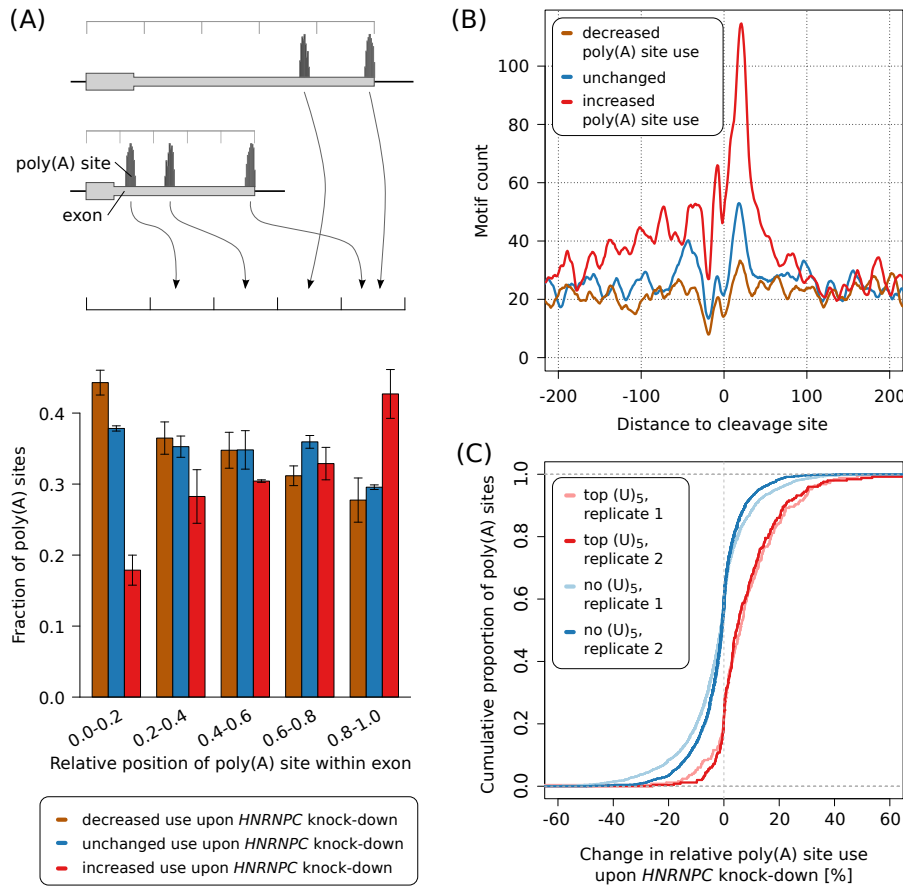 (A)
poly(A) site
exon
Fraction of poly(A) sites
0.4
0.3
0.2
0.1
0.0
0.0-0.2
0.2-0.4
0.4-0.6
0.6-0.8
0.8-1.0
Relative position of poly(A) site within exon
decreased use upon HNRNPC knock-down
unchanged use upon HNRNPC knock-down
increased use upon HNRNPC knock-down
(B)
decreased
poly(A) site use
unchanged
increased
poly(A) site use
Motif count
100
80
60
40
20
0
-200
-100
0
100
200
Distance to cleavage site
(C)
top (U)5,
replicate 1
top (U)5,
replicate 2
no (U)5,
replicate 1
no (U)5,
replicate 2
Cumulative proportion of poly(A) sites
1.0
0.8
0.6
0.4
0.2
0.0
-60
-40
-20
0
20
40
60
Change in relative poly(A) site use
upon HNRNPC knock-down [%]